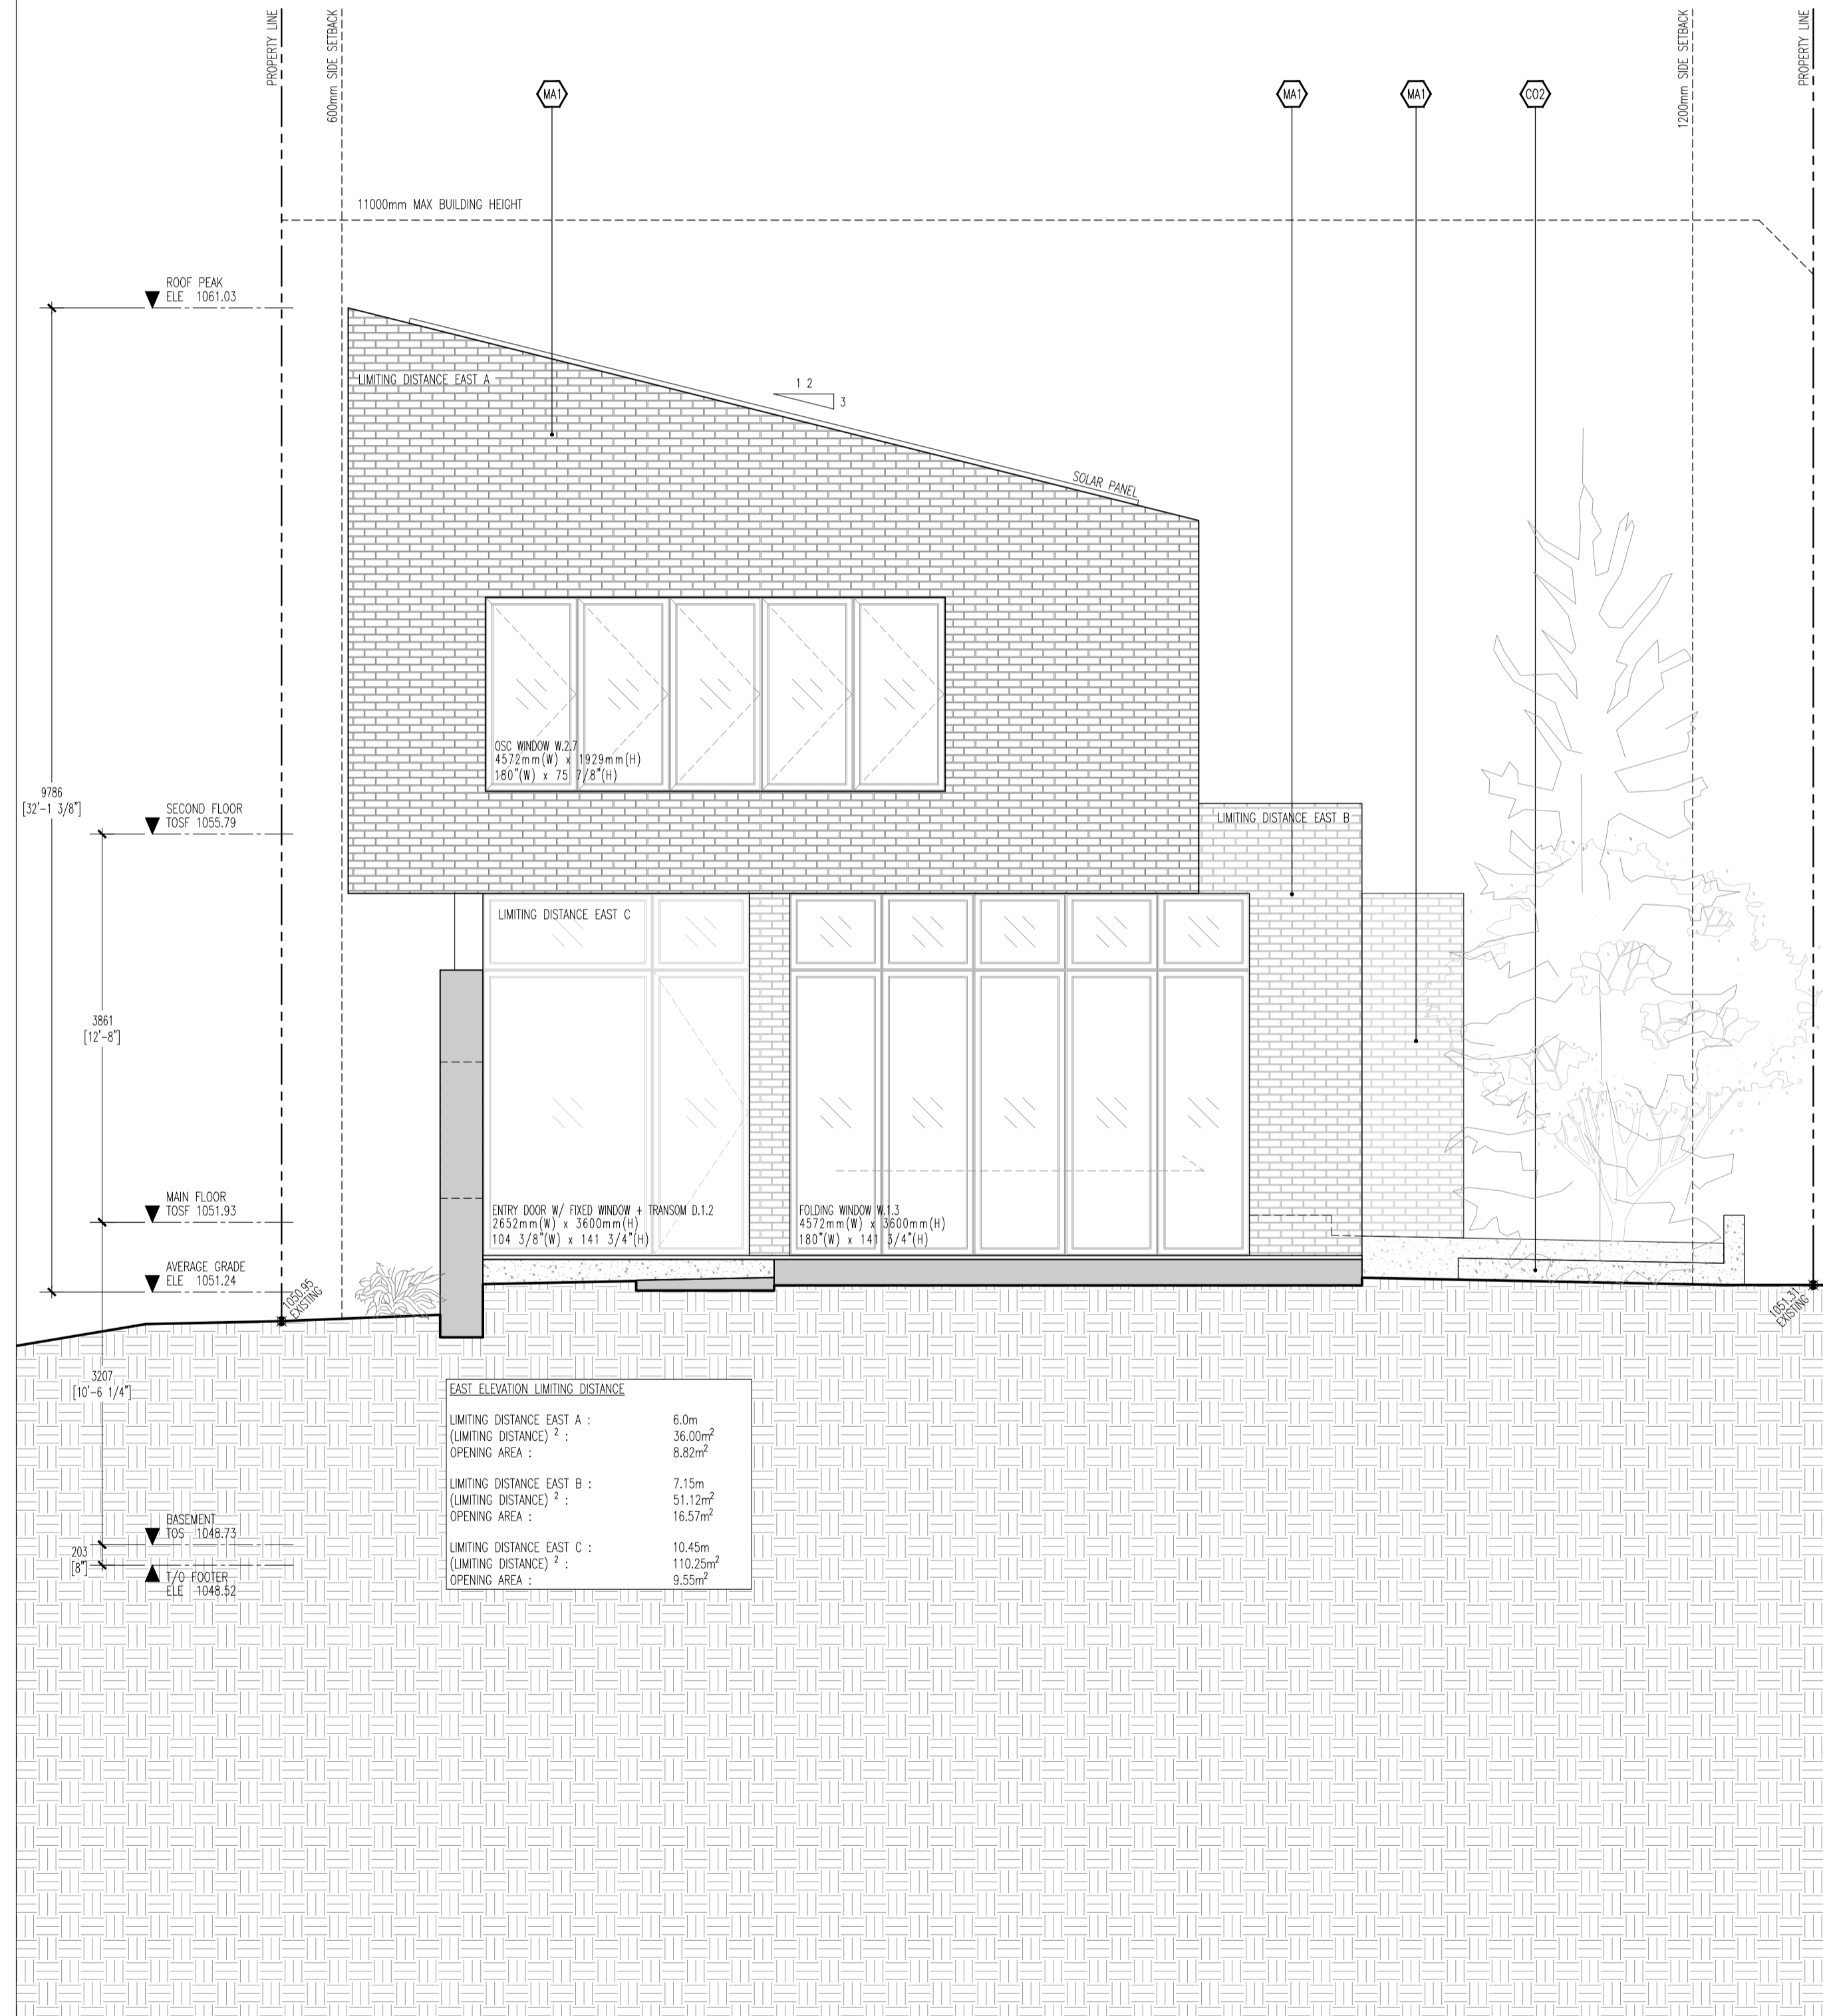 PROPERTY LINE
600mm SIDE SETBACK
1200mm SIDE SETBACK
PROPERTY LINE
MA1
MA1
MA1
CO2
11000mm MAX BUILDING HEIGHT
ROOF PEAK
ELE 1061.03
LIMITING DISTANCE EAST A
1 2
3
SOLAR PANEL
OSC WINDOW W.2.7
4572mm(W) x 1929mm(H)
180"(W) x 75 7/8"(H)
9786
[32'-1 3/8"]
SECOND FLOOR
TOSF 1055.79
LIMITING DISTANCE EAST B
LIMITING DISTANCE EAST C
3861
[12'-8"]
MAIN FLOOR
TOSF 1051.93
ENTRY DOOR W/ FIXED WINDOW + TRANSOM D.1.2
2652mm(W) x 3600mm(H)
104 3/8"(W) x 141 3/4"(H)
FOLDING WINDOW W.1.3
4572mm(W) x 3600mm(H)
180"(W) x 141 3/4"(H)
AVERAGE GRADE
ELE 1051.24
1050.95
EXISTING
1051.31
EXISTING
3207
[10'-6 1/4"]
EAST ELEVATION LIMITING DISTANCE
LIMITING DISTANCE EAST A : 6.0m
(LIMITING DISTANCE) ² : 36.00m²
OPENING AREA : 8.82m²
LIMITING DISTANCE EAST B : 7.15m
(LIMITING DISTANCE) ² : 51.12m²
OPENING AREA : 16.57m²
LIMITING DISTANCE EAST C : 10.45m
(LIMITING DISTANCE) ² : 110.25m²
OPENING AREA : 9.55m²
BASEMENT
TOS 1048.73
203
[8"]
T/O FOOTER
ELE 1048.52